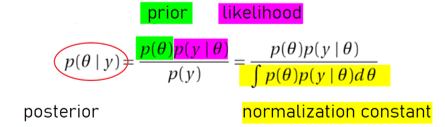 prior likelihood
p(θ | y) = p(θ)p(y | θ) / p(y) = p(θ)p(y | θ) / ∫ p(θ)p(y | θ)dθ
posterior normalization constant